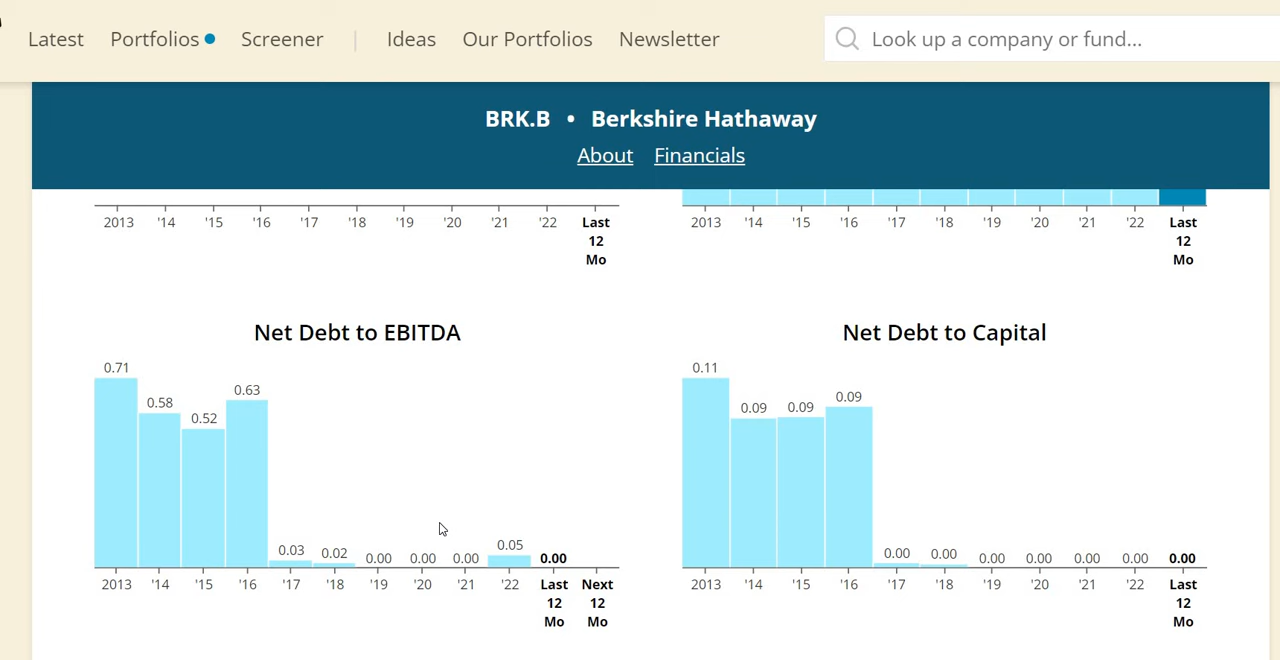 Latest Portfolios Screener | Ideas Our Portfolios Newsletter Look up a company or fund...
BRK.B • Berkshire Hathaway
About Financials
2013 '14 '15 '16 '17 '18 '19 '20 '21 '22 Last 12 Mo
2013 '14 '15 '16 '17 '18 '19 '20 '21 '22 Last 12 Mo
Net Debt to EBITDA
0.71 0.58 0.52 0.63 0.03 0.02 0.00 0.00 0.00 0.05 0.00
2013 '14 '15 '16 '17 '18 '19 '20 '21 '22 Last 12 Mo Next 12 Mo
Net Debt to Capital
0.11 0.09 0.09 0.09 0.00 0.00 0.00 0.00 0.00 0.00 0.00
2013 '14 '15 '16 '17 '18 '19 '20 '21 '22 Last 12 Mo